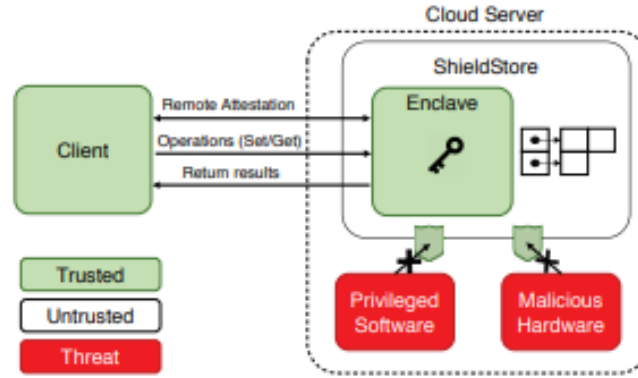 Cloud Server
ShieldStore
Enclave
Client
Remote Attestation
Operations (Set/Get)
Return results
Trusted
Untrusted
Threat
Privileged
Software
Malicious
Hardware